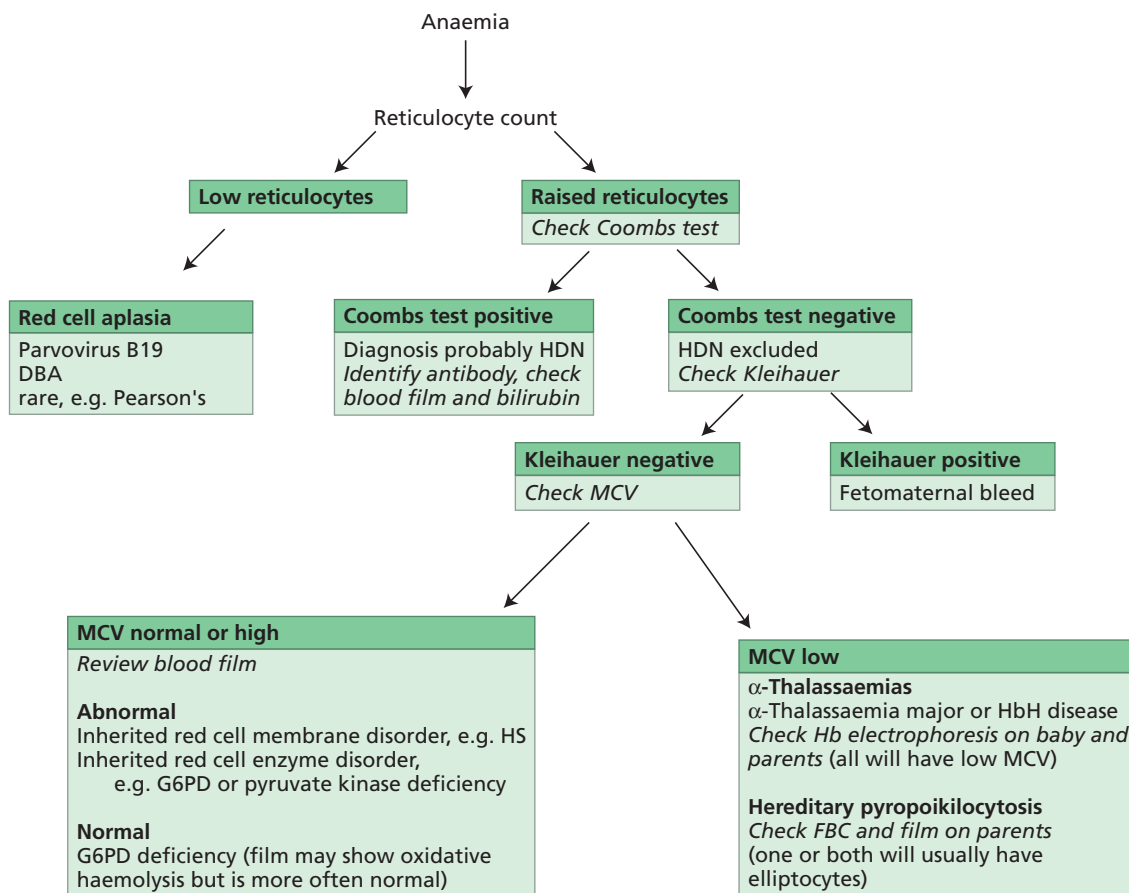 Anaemia
Reticulocyte count
Low reticulocytes
Raised reticulocytes
Check Coombs test
Red cell aplasia
Parvovirus B19
DBA
rare, e.g. Pearson's
Coombs test positive
Diagnosis probably HDN
Identify antibody, check
blood film and bilirubin
Coombs test negative
HDN excluded
Check Kleihauer
Kleihauer negative
Check MCV
Kleihauer positive
Fetomaternal bleed
MCV normal or high
Review blood film
Abnormal
Inherited red cell membrane disorder, e.g. HS
Inherited red cell enzyme disorder,
e.g. G6PD or pyruvate kinase deficiency
Normal
G6PD deficiency (film may show oxidative
haemolysis but is more often normal)
MCV low
α-Thalassaemias
α-Thalassaemia major or HbH disease
Check Hb electrophoresis on baby and
parents (all will have low MCV)
Hereditary pyropoikilocytosis
Check FBC and film on parents
(one or both will usually have
elliptocytes)